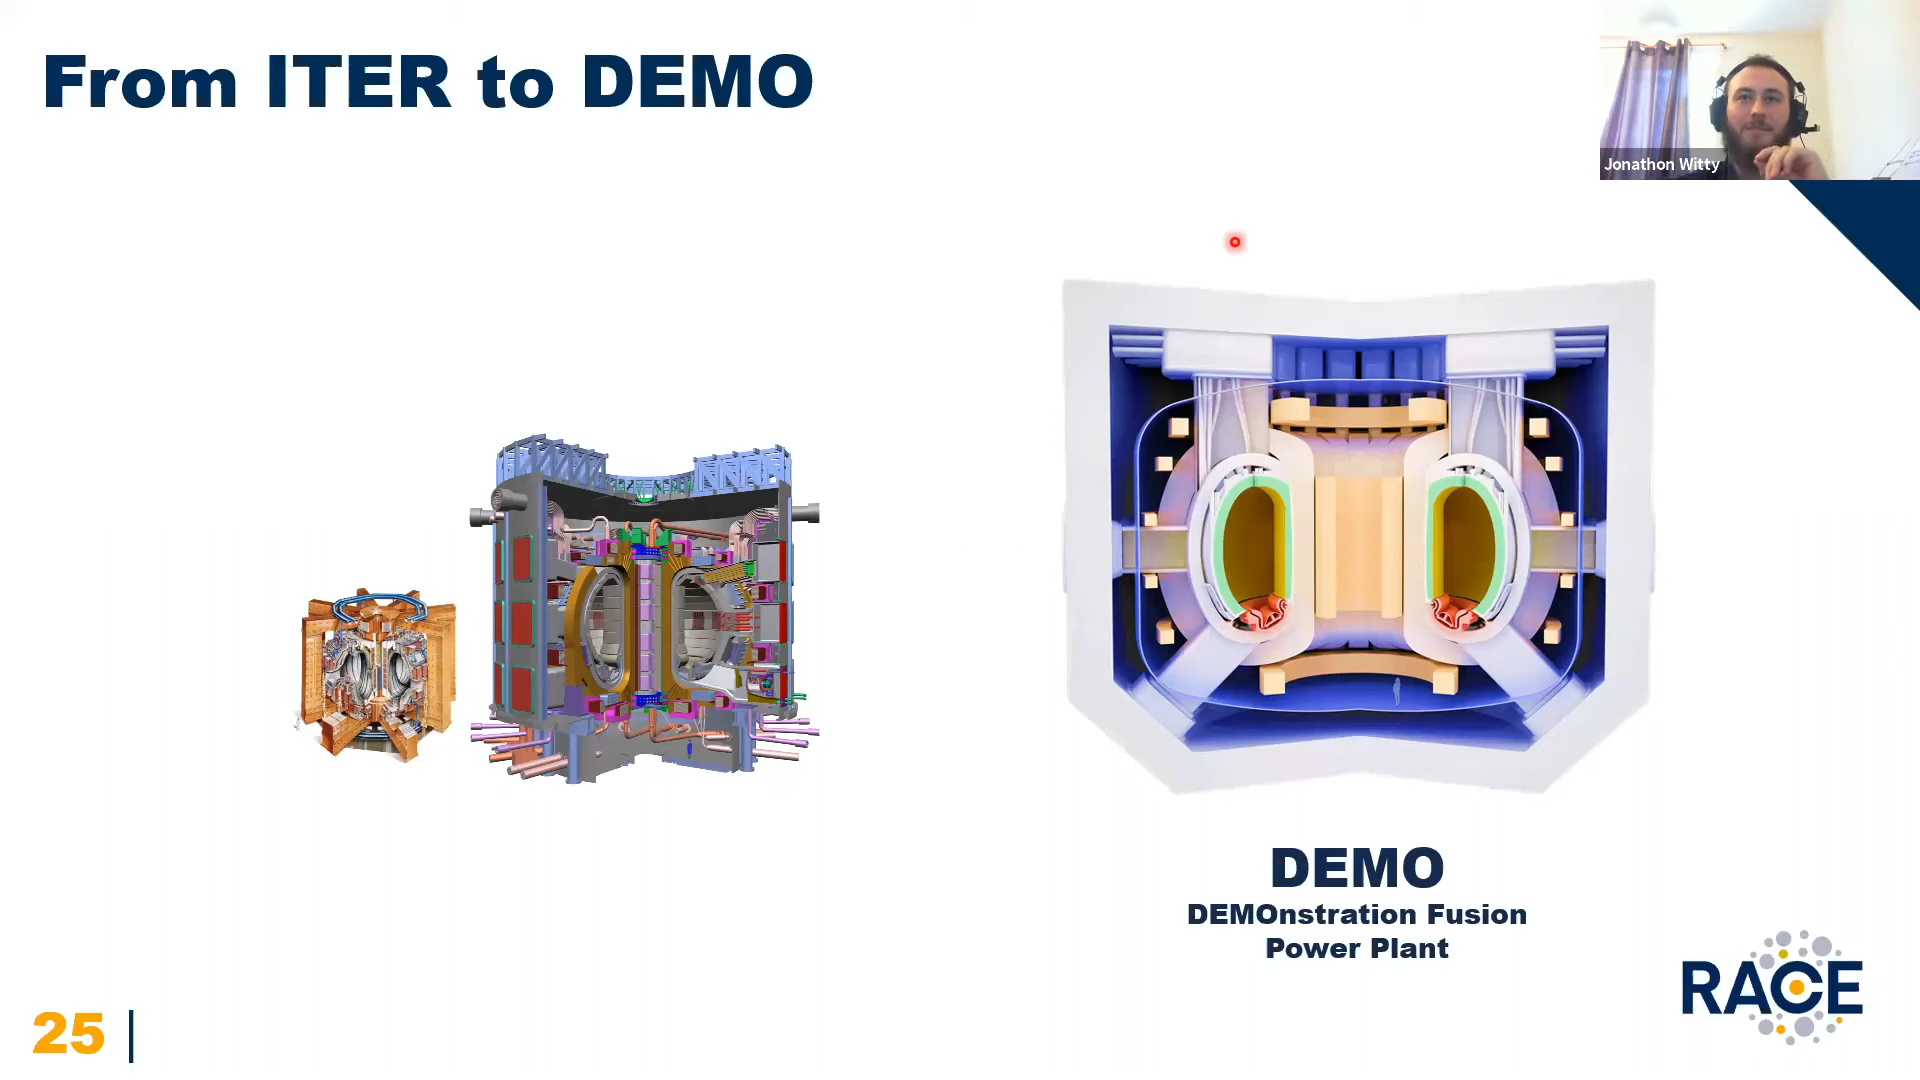 From ITER to DEMO
Jonathon Witty
DEMO
DEMOnstration Fusion
Power Plant
RACE
25